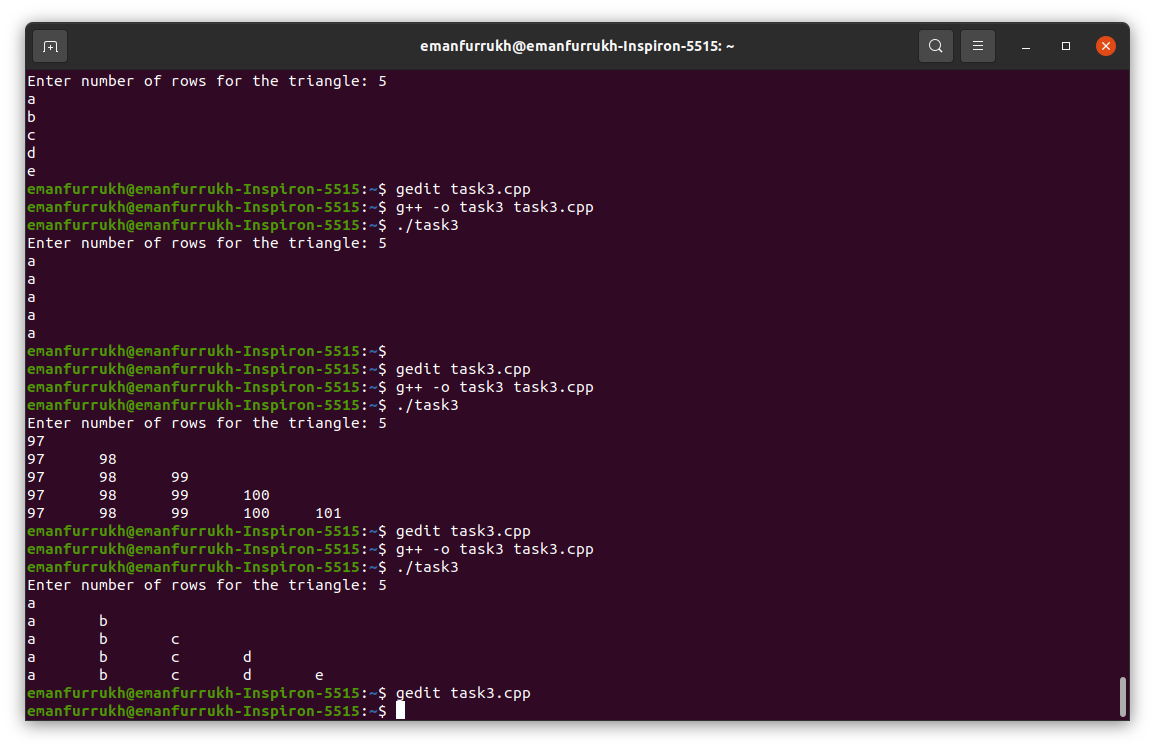 emanfurrukh@emanfurrukh-Inspiron-5515: ~
Enter number of rows for the triangle: 5
a
b
c
d
e
emanfurrukh@emanfurrukh-Inspiron-5515:~$ gedit task3.cpp
emanfurrukh@emanfurrukh-Inspiron-5515:~$ g++ -o task3 task3.cpp
emanfurrukh@emanfurrukh-Inspiron-5515:~$ ./task3
Enter number of rows for the triangle: 5
a
a
a
a
a
emanfurrukh@emanfurrukh-Inspiron-5515:~$
emanfurrukh@emanfurrukh-Inspiron-5515:~$ gedit task3.cpp
emanfurrukh@emanfurrukh-Inspiron-5515:~$ g++ -o task3 task3.cpp
emanfurrukh@emanfurrukh-Inspiron-5515:~$ ./task3
Enter number of rows for the triangle: 5
97
97      98
97      98      99
97      98      99      100
97      98      99      100     101
emanfurrukh@emanfurrukh-Inspiron-5515:~$ gedit task3.cpp
emanfurrukh@emanfurrukh-Inspiron-5515:~$ g++ -o task3 task3.cpp
emanfurrukh@emanfurrukh-Inspiron-5515:~$ ./task3
Enter number of rows for the triangle: 5
a
a       b
a       b       c
a       b       c       d
a       b       c       d       e
emanfurrukh@emanfurrukh-Inspiron-5515:~$ gedit task3.cpp
emanfurrukh@emanfurrukh-Inspiron-5515:~$